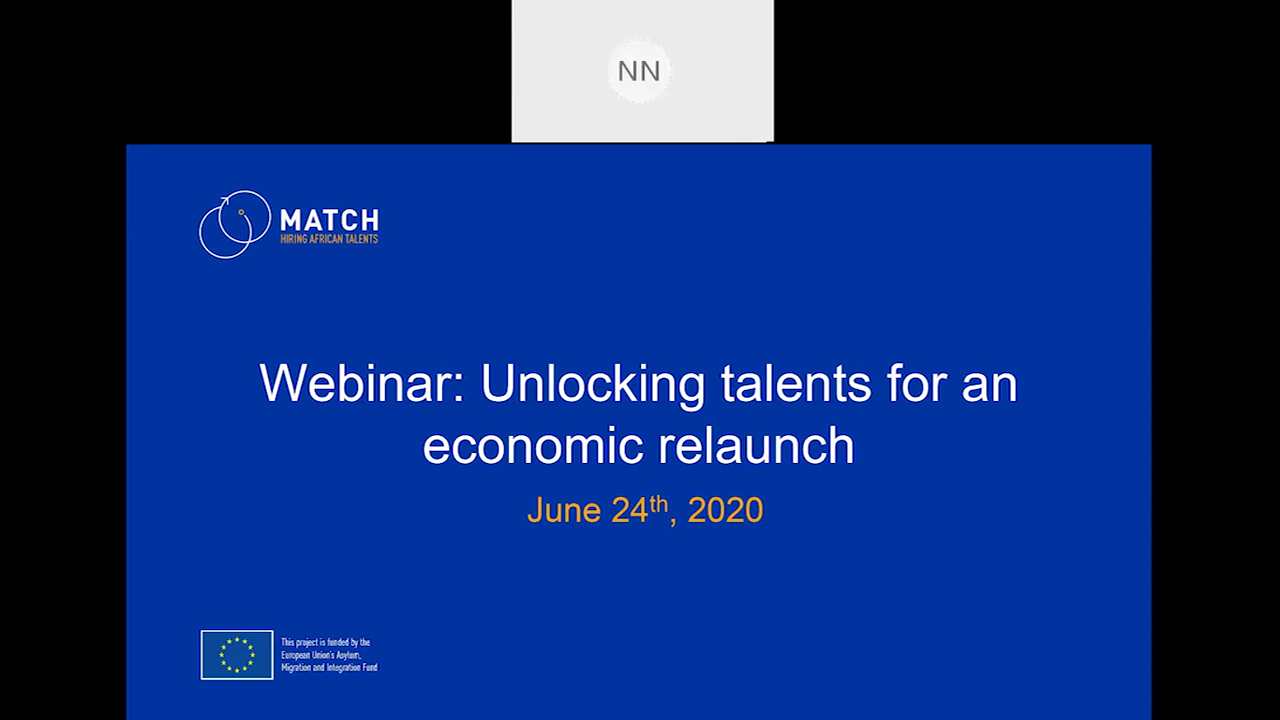 NN
MATCH
HIRING AFRICAN TALENTS
Webinar: Unlocking talents for an
economic relaunch
June 24th, 2020
This project is funded by the
European Union's Asylum,
Migration and Integration Fund